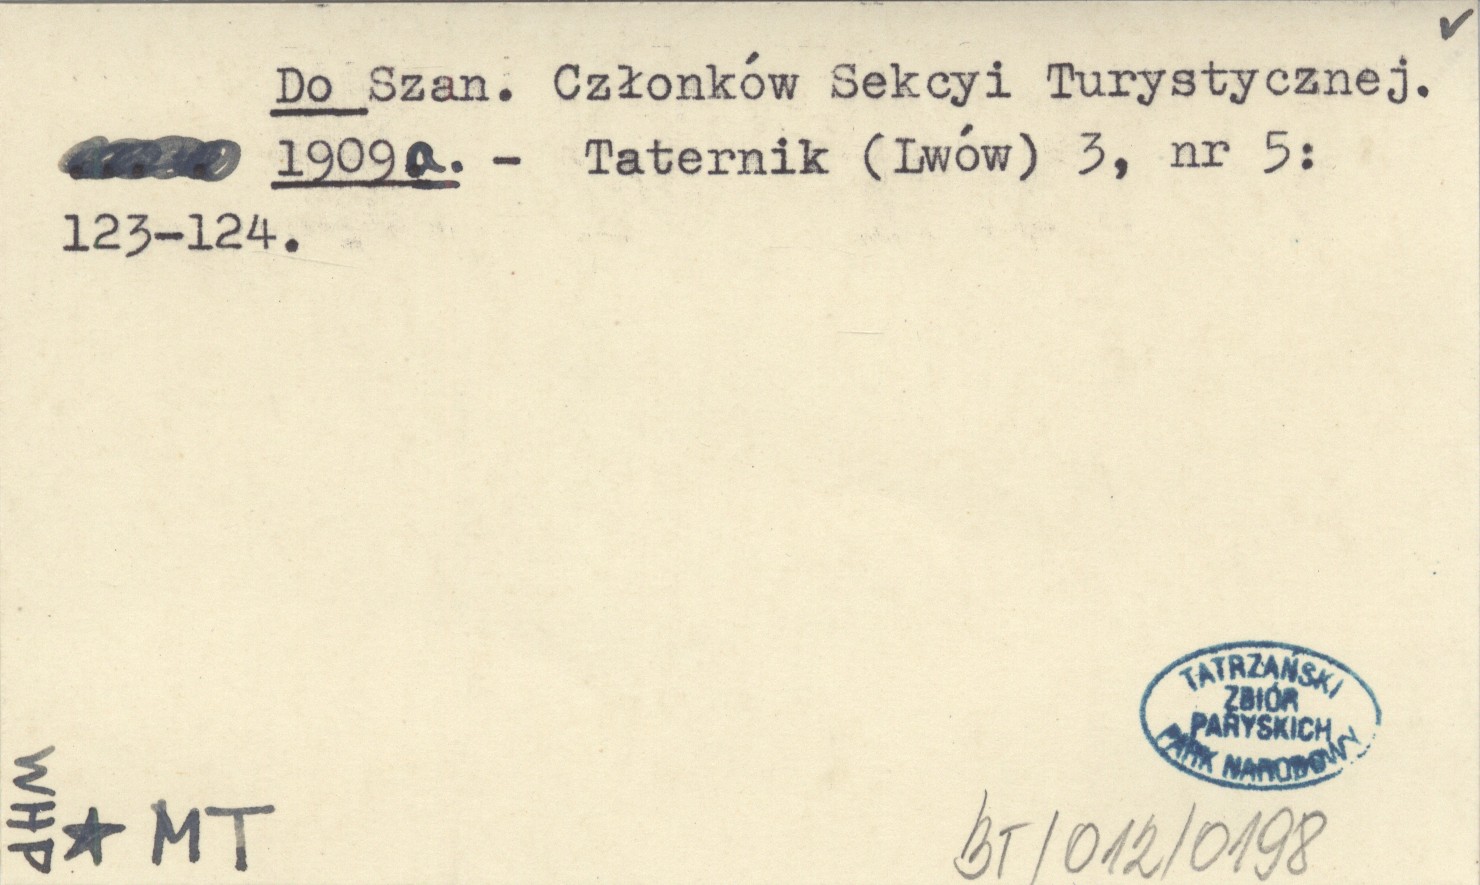 ✓
Do Szan. Członków Sekcyi Turystycznej.
1909a. - Taternik (Lwów) 3, nr 5:
123-124.
TATRZAŃSKI
ZBIÓR
PARYSKICH
PARK NARODOWY
WHP
★ MT
BT/012/0198